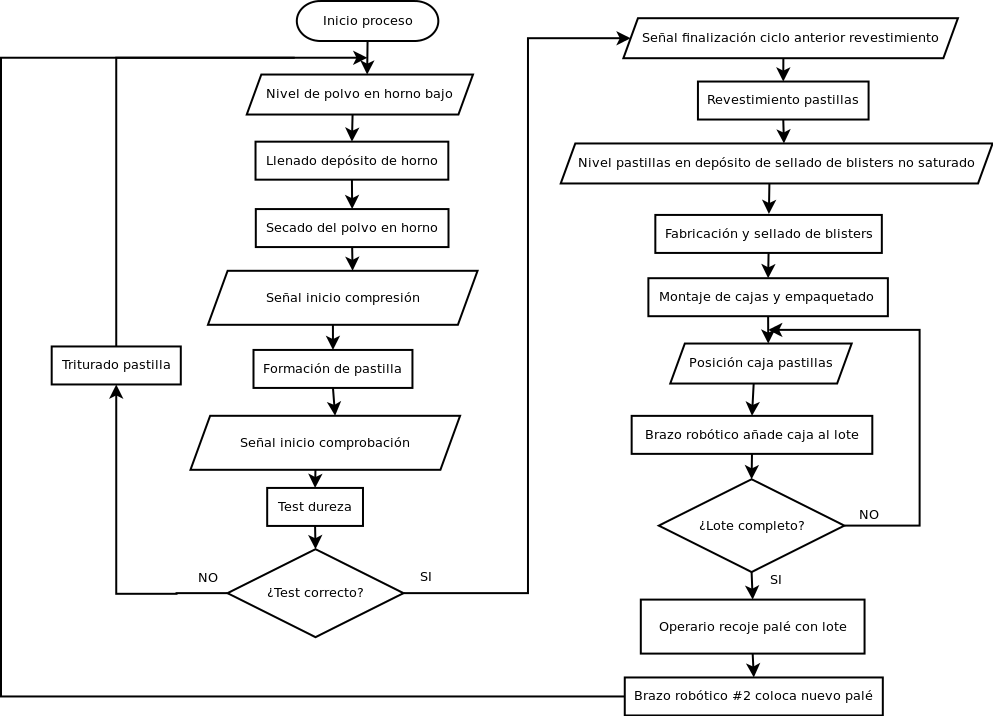 Inicio proceso
Nivel de polvo en horno bajo
Llenado depósito de horno
Secado del polvo en horno
Señal inicio compresión
Formación de pastilla
Triturado pastilla
Señal inicio comprobación
Test dureza
¿Test correcto?
NO
SI
Señal finalización ciclo anterior revestimiento
Revestimiento pastillas
Nivel pastillas en depósito de sellado de blisters no saturado
Fabricación y sellado de blisters
Montaje de cajas y empaquetado
Posición caja pastillas
Brazo robótico añade caja al lote
¿Lote completo?
NO
SI
Operario recoje palé con lote
Brazo robótico #2 coloca nuevo palé